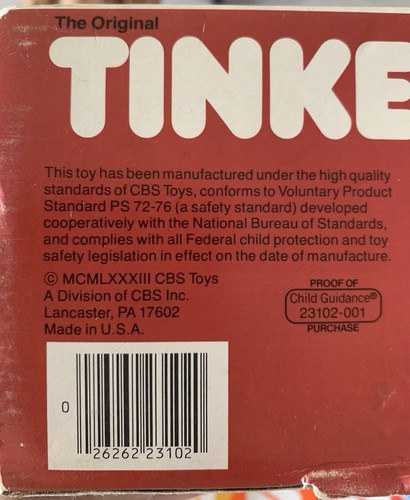 The Original
TINKE
This toy has been manufactured under the high quality
standards of CBS Toys, conforms to Voluntary Product
Standard PS 72-76 (a safety standard) developed
cooperatively with the National Bureau of Standards,
and complies with all Federal child protection and toy
safety legislation in effect on the date of manufacture.
© MCMLXXXIII CBS Toys
A Division of CBS Inc.
Lancaster, PA 17602
Made in U.S.A.
PROOF OF
Child Guidance®
23102-001
PURCHASE
0 26262 23102